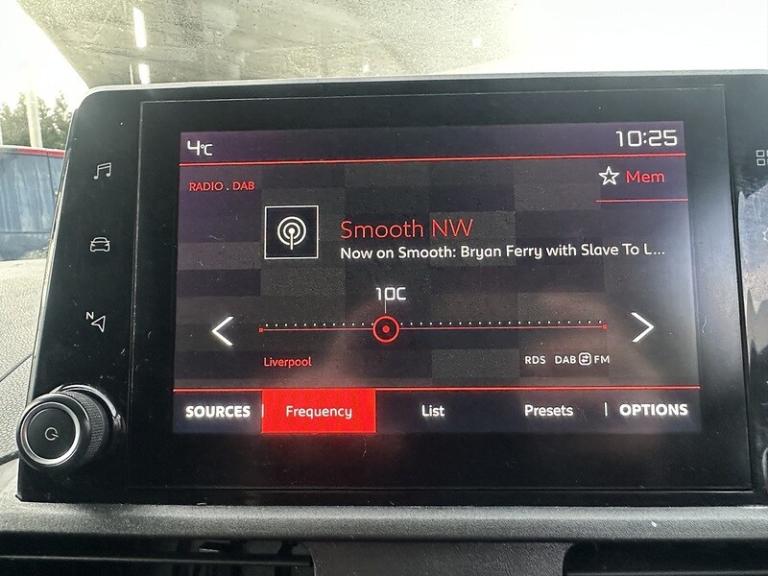 4°C 10:25
RADIO . DAB
Mem
Smooth NW
Now on Smooth: Bryan Ferry with Slave To L...
10C
N
Liverpool
RDS DAB FM
SOURCES Frequency List Presets OPTIONS